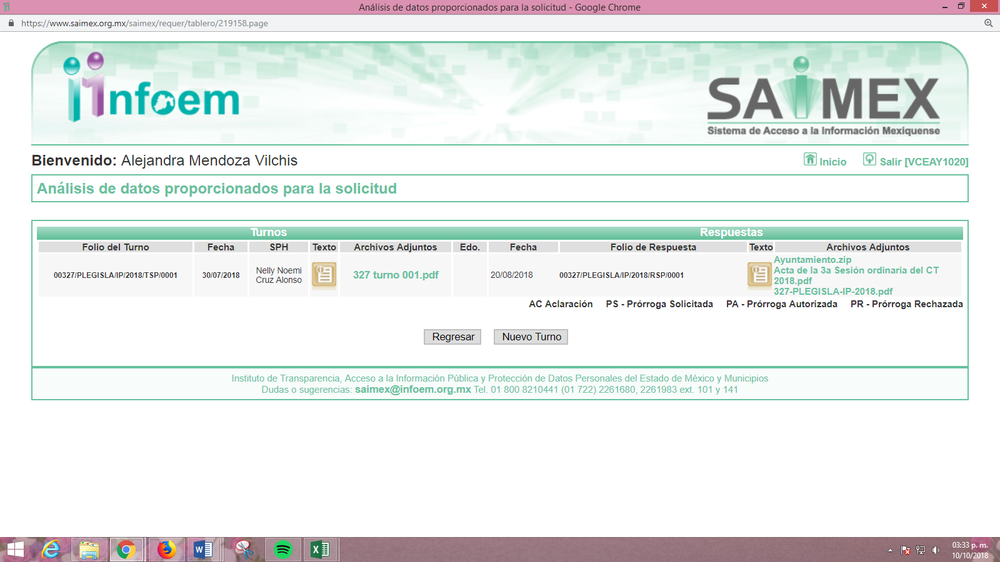 Análisis de datos proporcionados para la solicitud - Google Chrome
https://www.saimex.org.mx/saimex/requer/tablero/219158.page
infoem
SAIMEX
Sistema de Acceso a la Información Mexiquense
Bienvenido: Alejandra Mendoza Vilchis
Inicio Salir [VCEAY1020]
Análisis de datos proporcionados para la solicitud
Turnos Respuestas
Folio del Turno Fecha SPH Texto Archivos Adjuntos Edo. Fecha Folio de Respuesta Texto Archivos Adjuntos
00327/PLEGISLA/IP/2018/TSP/0001 30/07/2018 Nelly Noemi
Cruz Alonso
327 turno 001.pdf
20/08/2018 00327/PLEGISLA/IP/2018/RSP/0001
Ayuntamiento.zip
Acta de la 3a Sesión ordinaria del CT
2018.pdf
327-PLEGISLA-IP-2018.pdf
AC Aclaración PS - Prórroga Solicitada PA - Prórroga Autorizada PR - Prórroga Rechazada
Regresar Nuevo Turno
Instituto de Transparencia, Acceso a la Información Pública y Protección de Datos Personales del Estado de México y Municipios
Dudas o sugerencias: saimex@infoem.org.mx Tel. 01 800 8210441 (01 722) 2261680, 2261983 ext. 101 y 141
03:33 p. m.
10/10/2018